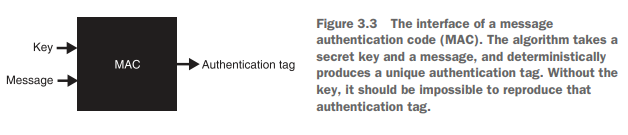 Key
Message
MAC
Authentication tag
Figure 3.3 The interface of a message
authentication code (MAC). The algorithm takes a
secret key and a message, and deterministically
produces a unique authentication tag. Without the
key, it should be impossible to reproduce that
authentication tag.